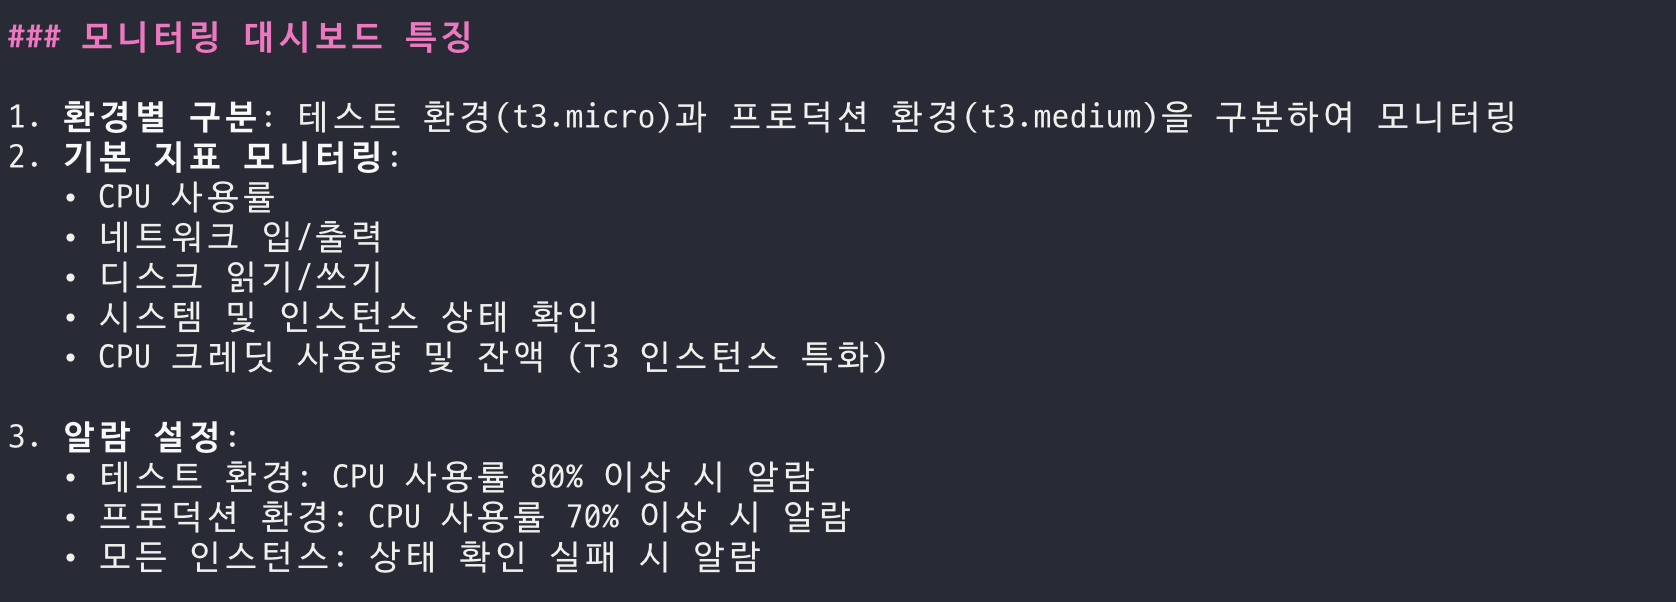 ### 모니터링 대시보드 특징
1. 환경별 구분: 테스트 환경(t3.micro)과 프로덕션 환경(t3.medium)을 구분하여 모니터링
2. 기본 지표 모니터링:
• CPU 사용률
• 네트워크 입/출력
• 디스크 읽기/쓰기
• 시스템 및 인스턴스 상태 확인
• CPU 크레딧 사용량 및 잔액 (T3 인스턴스 특화)
3. 알람 설정:
• 테스트 환경: CPU 사용률 80% 이상 시 알람
• 프로덕션 환경: CPU 사용률 70% 이상 시 알람
• 모든 인스턴스: 상태 확인 실패 시 알람